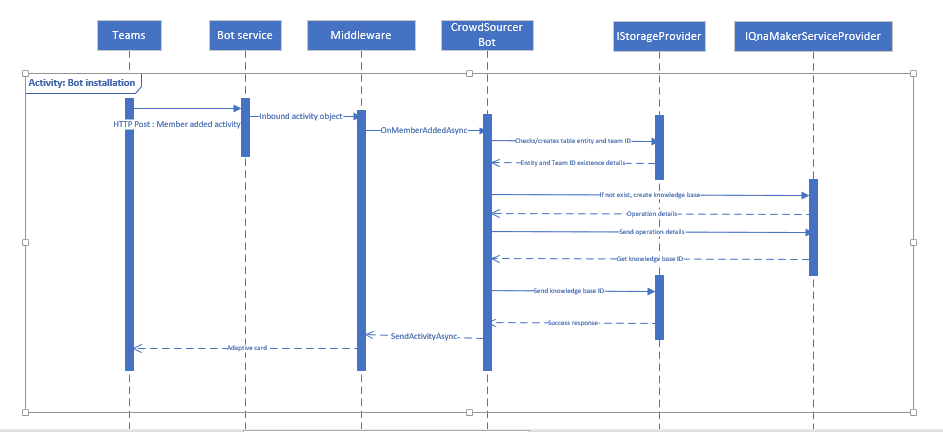 Teams
Bot service
Middleware
CrowdSourcer
Bot
IStorageProvider
IQnaMakerServiceProvider
Activity: Bot installation
HTTP Post : Member added activity
Inbound activity object
OnMemberAddedAsync
Checks/creates table entity and team ID
Entity and Team ID existence details
If not exist, create knowledge base
Operation details
Send operation details
Get knowledge base ID
Send knowledge base ID
Success response
SendActivityAsync
Adaptive card